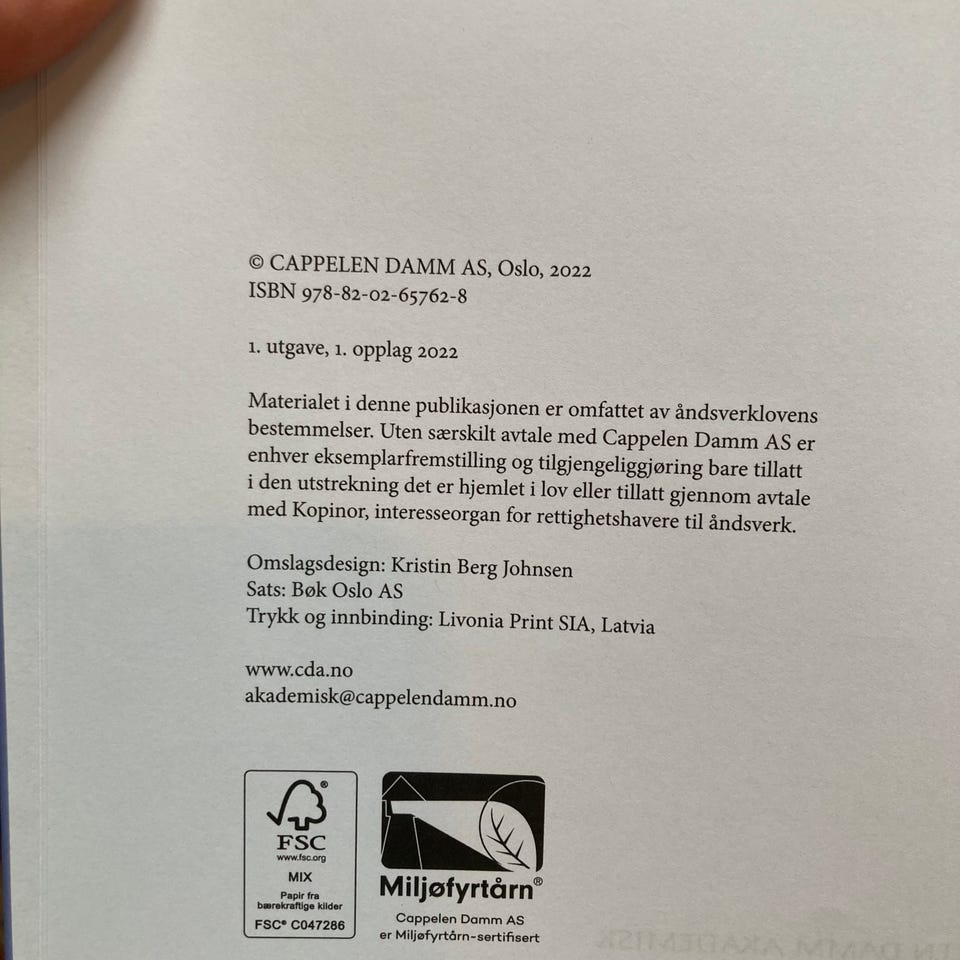 © CAPPELEN DAMM AS, Oslo, 2022
ISBN 978-82-02-65762-8
1. utgave, 1. opplag 2022
Materialet i denne publikasjonen er omfattet av åndsverklovens
bestemmelser. Uten særskilt avtale med Cappelen Damm AS er
enhver eksemplarfremstilling og tilgjengeliggjøring bare tillatt
i den utstrekning det er hjemlet i lov eller tillatt gjennom avtale
med Kopinor, interesseorgan for rettighetshavere til åndsverk.
Omslagsdesign: Kristin Berg Johnsen
Sats: Bøk Oslo AS
Trykk og innbinding: Livonia Print SIA, Latvia
www.cda.no
akademisk@cappelendamm.no
®
FSC
www.fsc.org
MIX
Papir fra
bærekraftige kilder
FSC® C047286
Miljøfyrtårn®
Cappelen Damm AS
er Miljøfyrtårn-sertifisert
EN DAMM AKADEMISK